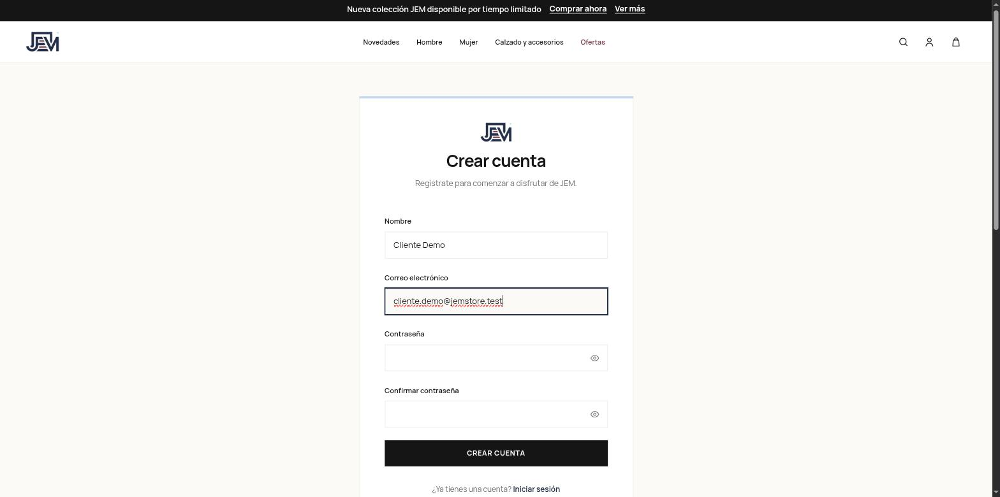 Nueva colección JEM disponible por tiempo limitado Comprar ahora Ver más
JEM Novedades Hombre Mujer Calzado y accesorios Ofertas
JEM
Crear cuenta
Regístrate para comenzar a disfrutar de JEM.
Nombre
Cliente Demo
Correo electrónico
cliente.demo@jemstore.test
Contraseña
Confirmar contraseña
CREAR CUENTA
¿Ya tienes una cuenta? Iniciar sesión